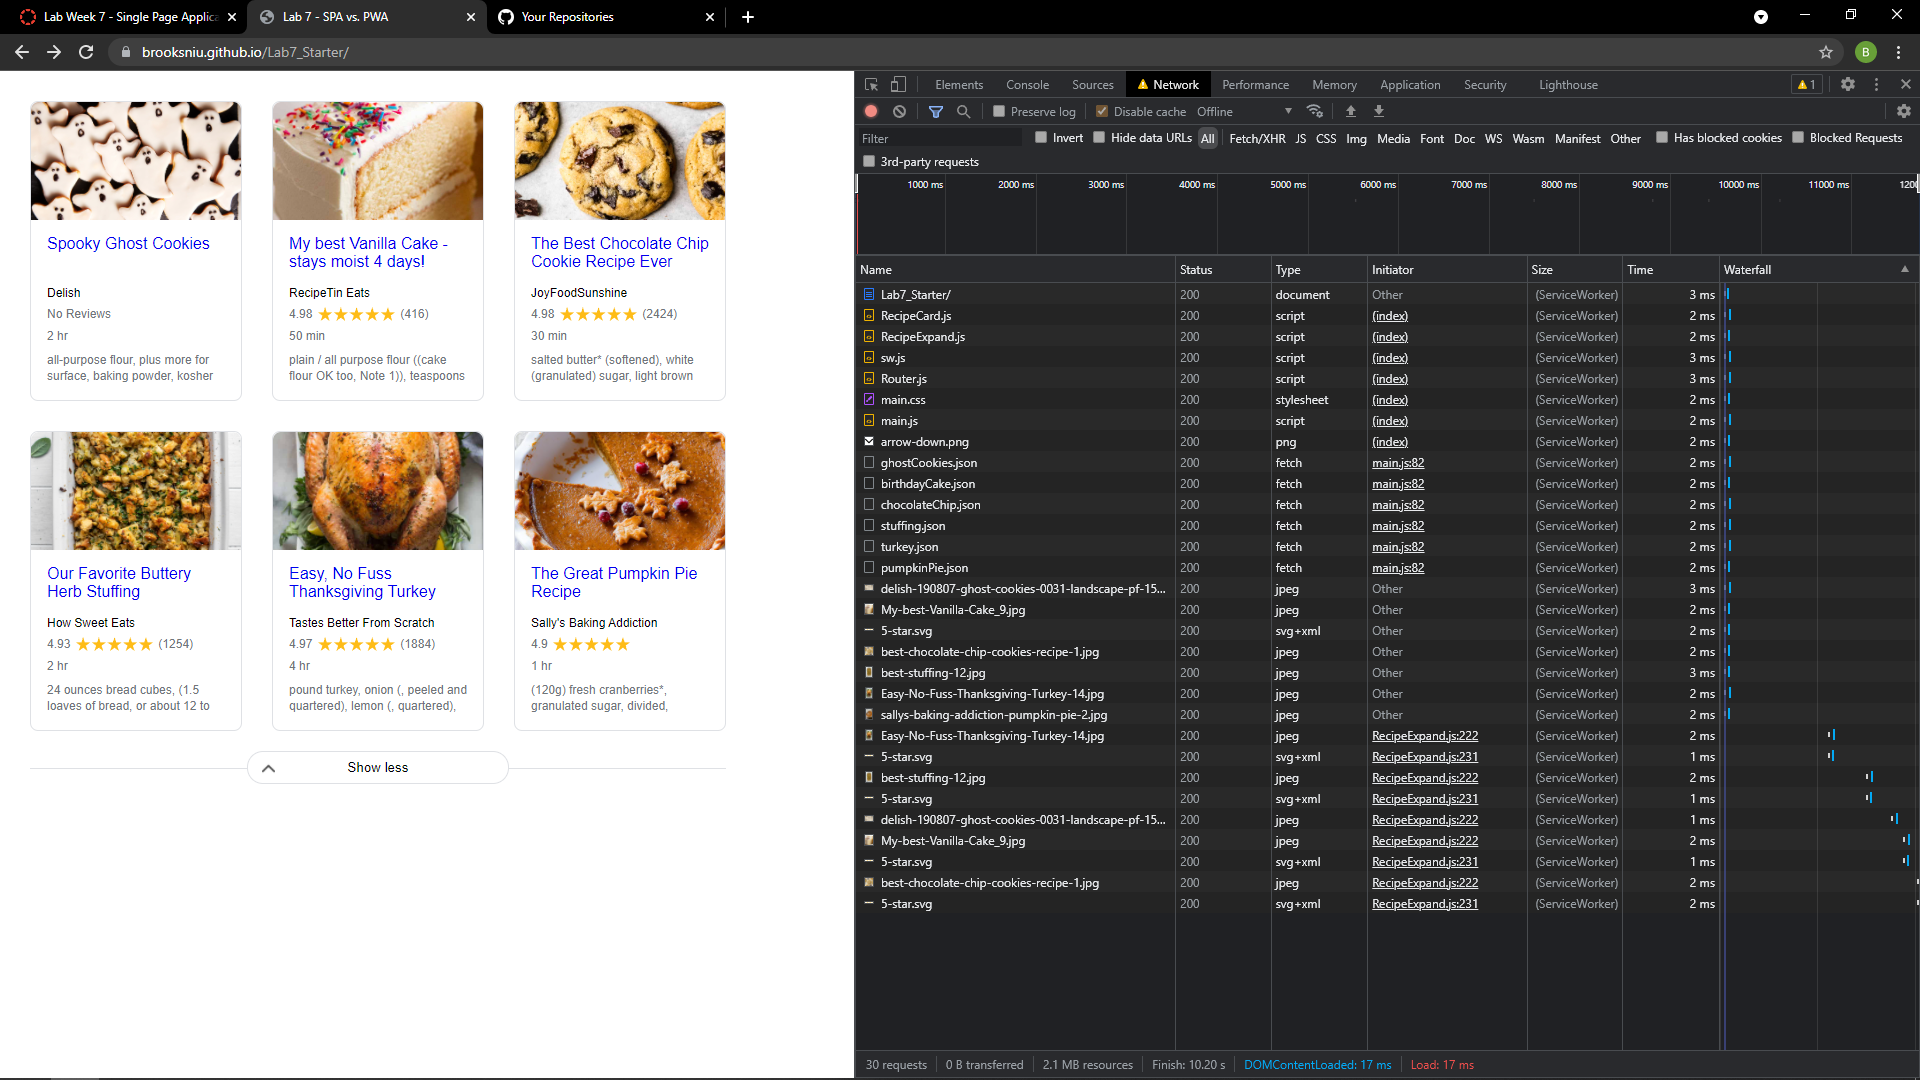 Lab Week 7 - Single Page Applica
Lab 7 - SPA vs. PWA
Your Repositories
brooksniu.github.io/Lab7_Starter/
B
Spooky Ghost Cookies
Delish
No Reviews
2 hr
all-purpose flour, plus more for
surface, baking powder, kosher
My best Vanilla Cake -
stays moist 4 days!
RecipeTin Eats
4.98 (416)
50 min
plain / all purpose flour ((cake
flour OK too, Note 1)), teaspoons
The Best Chocolate Chip
Cookie Recipe Ever
JoyFoodSunshine
4.98 (2424)
30 min
salted butter* (softened), white
(granulated) sugar, light brown
Our Favorite Buttery
Herb Stuffing
How Sweet Eats
4.93 (1254)
2 hr
24 ounces bread cubes, (1.5
loaves of bread, or about 12 to
Easy, No Fuss
Thanksgiving Turkey
Tastes Better From Scratch
4.97 (1884)
4 hr
pound turkey, onion (, peeled and
quartered), lemon (, quartered),
The Great Pumpkin Pie
Recipe
Sally's Baking Addiction
4.9
1 hr
(120g) fresh cranberries*,
granulated sugar, divided,
Show less
Elements Console Sources Network Performance Memory Application Security Lighthouse 1
Preserve log Disable cache Offline
Filter Invert Hide data URLs All Fetch/XHR JS CSS Img Media Font Doc WS Wasm Manifest Other Has blocked cookies Blocked Requests
3rd-party requests
1000 ms 2000 ms 3000 ms 4000 ms 5000 ms 6000 ms 7000 ms 8000 ms 9000 ms 10000 ms 11000 ms 1200
Name Status Type Initiator Size Time Waterfall
Lab7_Starter/ 200 document Other (ServiceWorker) 3 ms
RecipeCard.js 200 script (index) (ServiceWorker) 2 ms
RecipeExpand.js 200 script (index) (ServiceWorker) 2 ms
sw.js 200 script (index) (ServiceWorker) 3 ms
Router.js 200 script (index) (ServiceWorker) 3 ms
main.css 200 stylesheet (index) (ServiceWorker) 2 ms
main.js 200 script (index) (ServiceWorker) 2 ms
arrow-down.png 200 png (index) (ServiceWorker) 2 ms
ghostCookies.json 200 fetch main.js:82 (ServiceWorker) 2 ms
birthdayCake.json 200 fetch main.js:82 (ServiceWorker) 2 ms
chocolateChip.json 200 fetch main.js:82 (ServiceWorker) 2 ms
stuffing.json 200 fetch main.js:82 (ServiceWorker) 2 ms
turkey.json 200 fetch main.js:82 (ServiceWorker) 2 ms
pumpkinPie.json 200 fetch main.js:82 (ServiceWorker) 2 ms
delish-190807-ghost-cookies-0031-landscape-pf-15... 200 jpeg Other (ServiceWorker) 3 ms
My-best-Vanilla-Cake_9.jpg 200 jpeg Other (ServiceWorker) 2 ms
5-star.svg 200 svg+xml Other (ServiceWorker) 2 ms
best-chocolate-chip-cookies-recipe-1.jpg 200 jpeg Other (ServiceWorker) 2 ms
best-stuffing-12.jpg 200 jpeg Other (ServiceWorker) 3 ms
Easy-No-Fuss-Thanksgiving-Turkey-14.jpg 200 jpeg Other (ServiceWorker) 2 ms
sallys-baking-addiction-pumpkin-pie-2.jpg 200 jpeg Other (ServiceWorker) 2 ms
Easy-No-Fuss-Thanksgiving-Turkey-14.jpg 200 jpeg RecipeExpand.js:222 (ServiceWorker) 2 ms
5-star.svg 200 svg+xml RecipeExpand.js:231 (ServiceWorker) 1 ms
best-stuffing-12.jpg 200 jpeg RecipeExpand.js:222 (ServiceWorker) 2 ms
5-star.svg 200 svg+xml RecipeExpand.js:231 (ServiceWorker) 1 ms
delish-190807-ghost-cookies-0031-landscape-pf-15... 200 jpeg RecipeExpand.js:222 (ServiceWorker) 1 ms
My-best-Vanilla-Cake_9.jpg 200 jpeg RecipeExpand.js:222 (ServiceWorker) 2 ms
5-star.svg 200 svg+xml RecipeExpand.js:231 (ServiceWorker) 1 ms
best-chocolate-chip-cookies-recipe-1.jpg 200 jpeg RecipeExpand.js:222 (ServiceWorker) 2 ms
5-star.svg 200 svg+xml RecipeExpand.js:231 (ServiceWorker) 2 ms
30 requests 0 B transferred 2.1 MB resources Finish: 10.20 s DOMContentLoaded: 17 ms Load: 17 ms